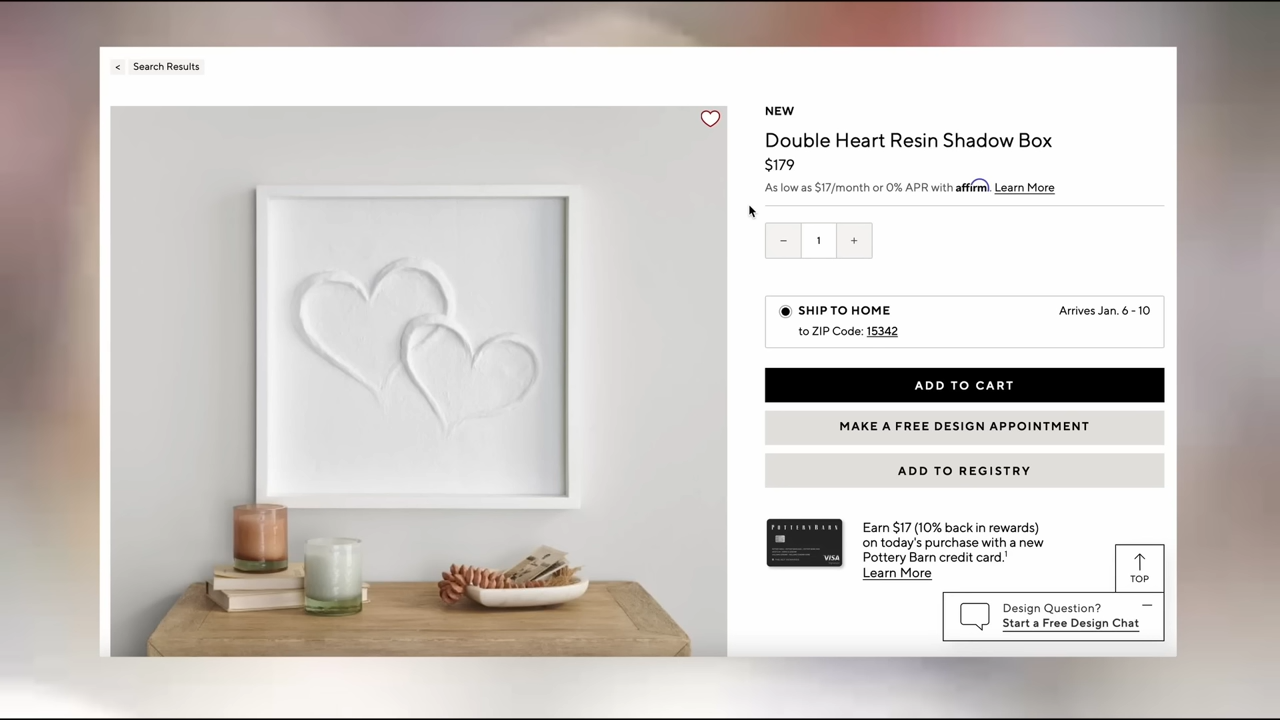 < Search Results
NEW
Double Heart Resin Shadow Box
$179
As low as $17/month or 0% APR with affirm. Learn More
− 1 +
SHIP TO HOME Arrives Jan. 6 - 10
to ZIP Code: 15342
ADD TO CART
MAKE A FREE DESIGN APPOINTMENT
ADD TO REGISTRY
POTTERY BARN
VISA
Earn $17 (10% back in rewards)
on today's purchase with a new
Pottery Barn credit card.¹
Learn More
TOP
Design Question?
Start a Free Design Chat